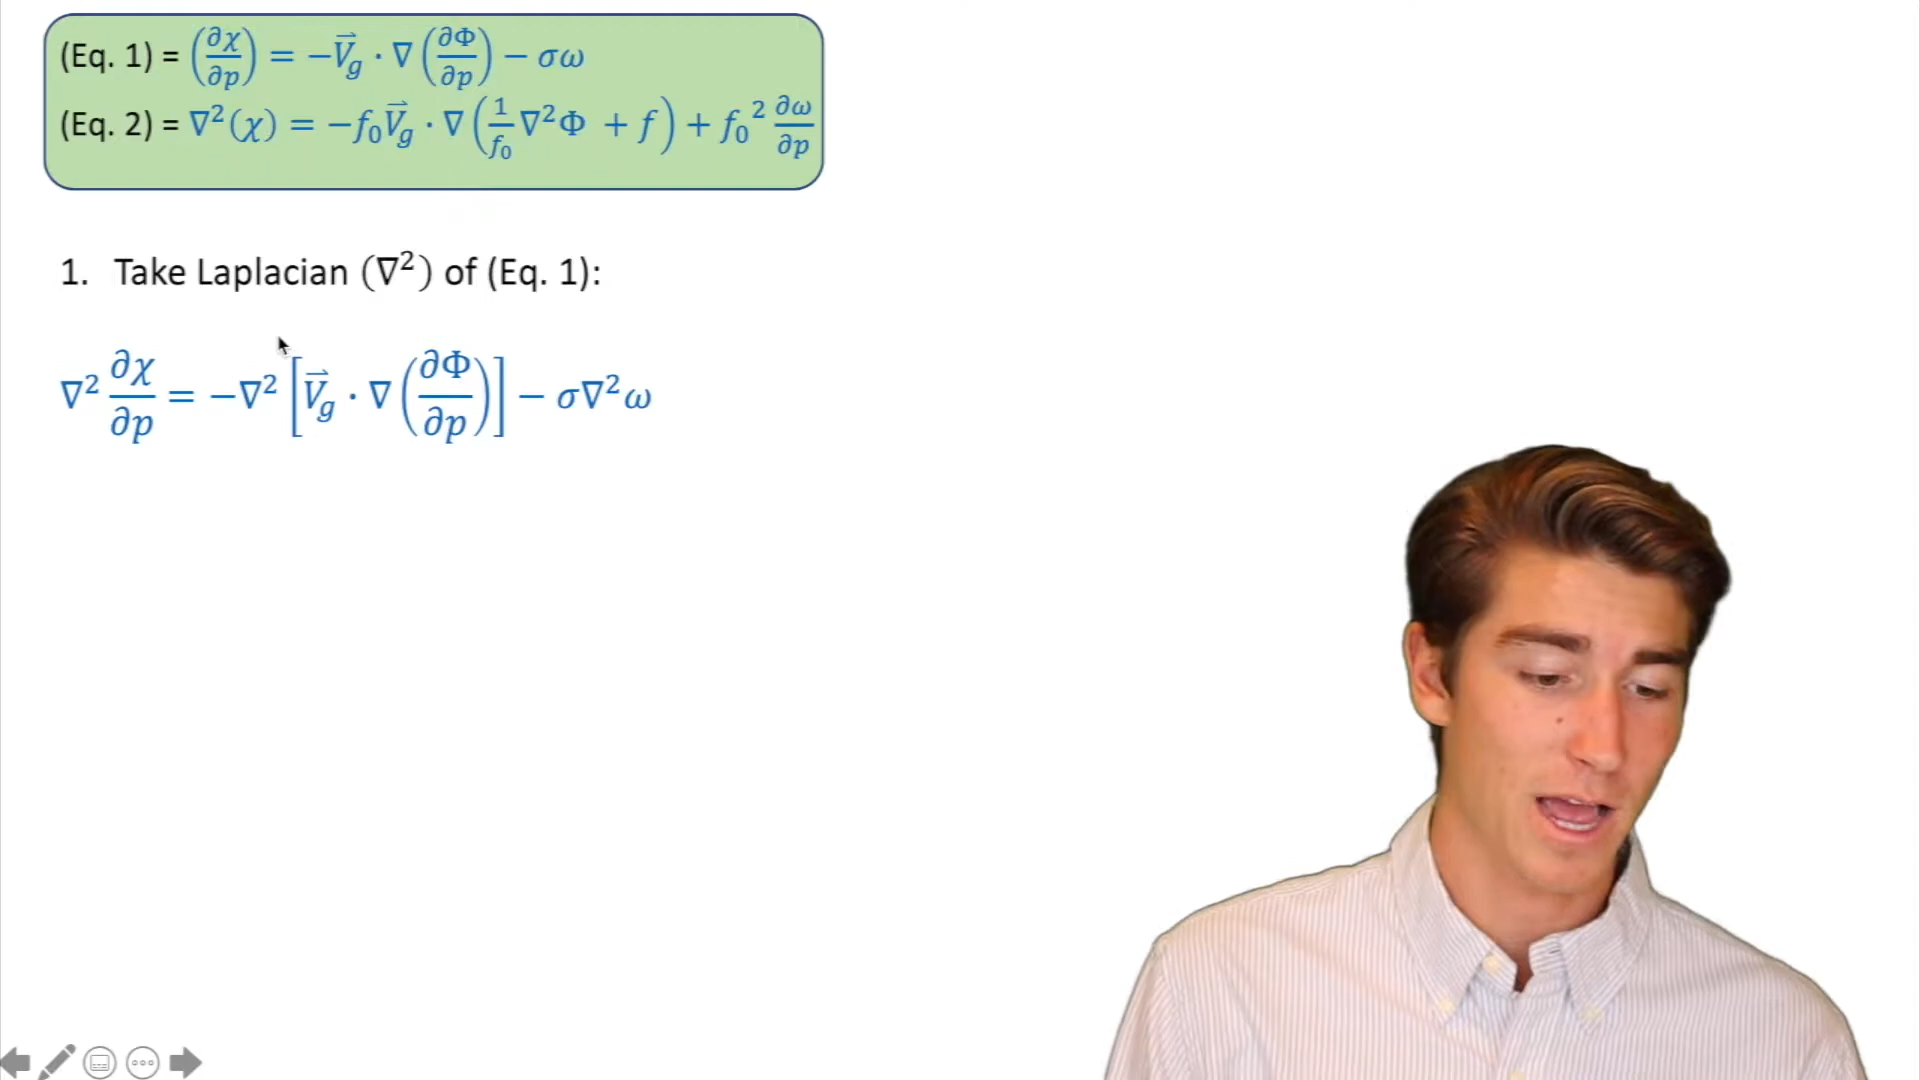 (Eq. 1) = (∂χ/∂p) = −V⃗g · ∇(∂Φ/∂p) − σω
(Eq. 2) = ∇²(χ) = −f₀V⃗g · ∇(1/f₀ ∇²Φ + f) + f₀² ∂ω/∂p
1. Take Laplacian (∇²) of (Eq. 1):
∇² ∂χ/∂p = −∇² [V⃗g · ∇(∂Φ/∂p)] − σ∇²ω